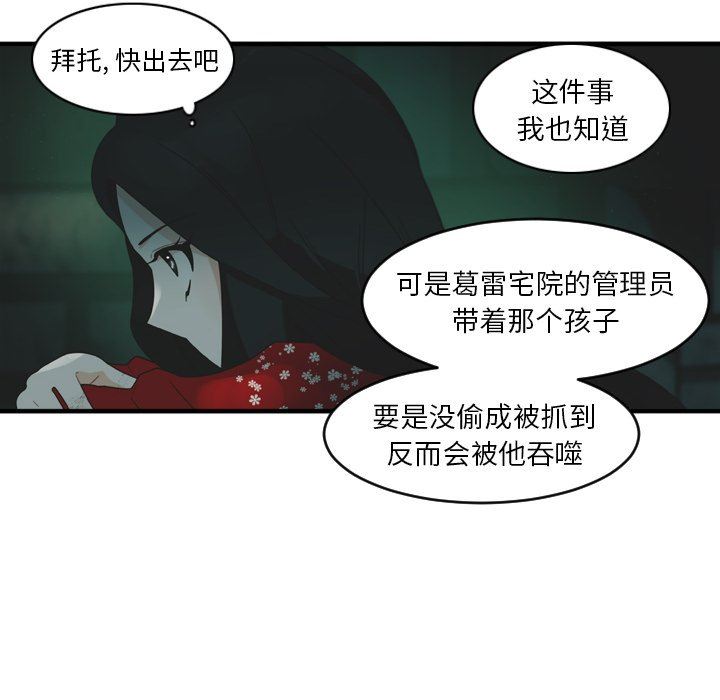 拜托, 快出去吧
这件事
我也知道
可是葛雷宅院的管理员
带着那个孩子
要是没偷成被抓到
反而会被他吞噬